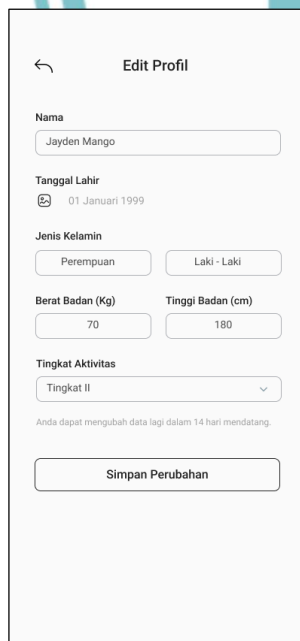 Edit Profil
Nama
Jayden Mango
Tanggal Lahir
01 Januari 1999
Jenis Kelamin
Perempuan Laki - Laki
Berat Badan (Kg) Tinggi Badan (cm)
70 180
Tingkat Aktivitas
Tingkat II
Anda dapat mengubah data lagi dalam 14 hari mendatang.
Simpan Perubahan